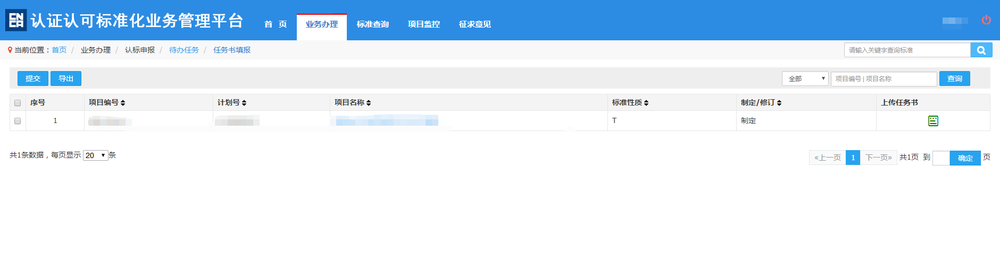 CNCA 认证认可标准化业务管理平台 首 页 业务办理 标准查询 项目监控 征求意见
当前位置：首页 / 业务办理 / 认标申报 / 待办任务 / 任务书填报 请输入关键字查询标准
提交 导出 全部 项目编号 | 项目名称 查询
序号 项目编号 计划号 项目名称 标准性质 制定/修订 上传任务书
1 T 制定
共1条数据，每页显示 20 条 «上一页 1 下一页» 共1页 到 确定 页